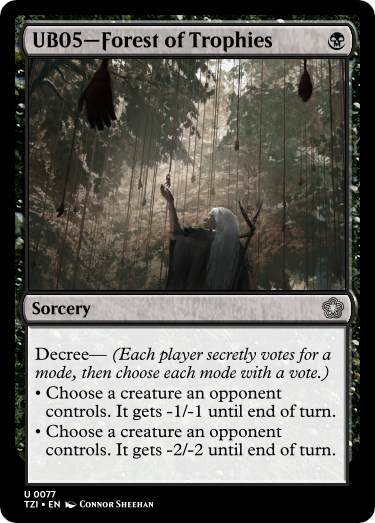 UB05—Forest of Trophies
Sorcery
Decree— (Each player secretly votes for a
mode, then choose each mode with a vote.)
• Choose a creature an opponent
controls. It gets -1/-1 until end of turn.
• Choose a creature an opponent
controls. It gets -2/-2 until end of turn.
U 0077
TZI • EN Connor Sheehan